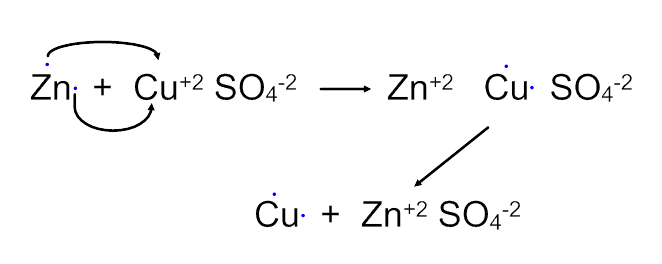 Zn + Cu⁺² SO₄⁻² → Zn⁺² Cu SO₄⁻²
Cu + Zn⁺² SO₄⁻²